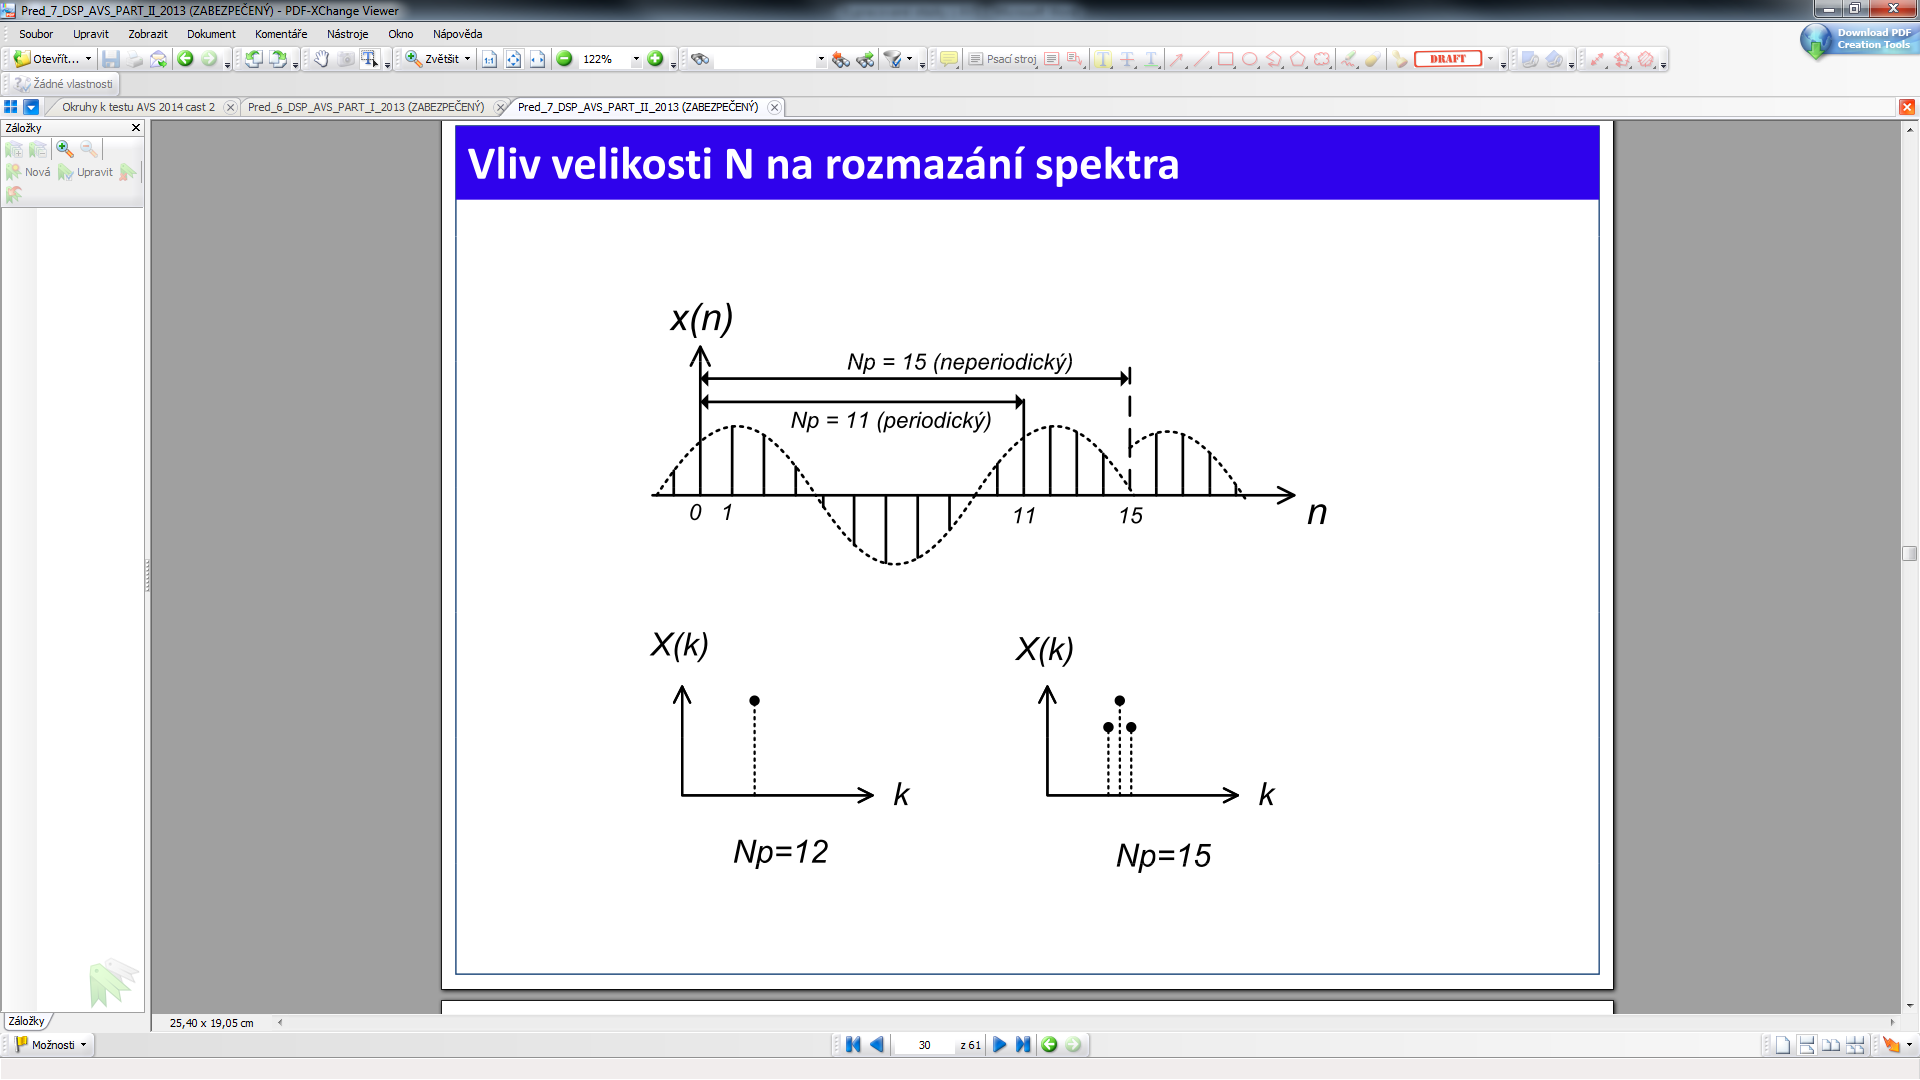 Pred_7_DSP_AVS_PART_II_2013 (ZABEZPEČENÝ) - PDF-XChange Viewer
Soubor Upravit Zobrazit Dokument Komentáře Nástroje Okno Nápověda
Download PDF
Creation Tools
Otevřít... Zvětšit 122% Psací stroj DRAFT
Žádné vlastnosti
Okruhy k testu AVS 2014 cast 2 Pred_6_DSP_AVS_PART_I_2013 (ZABEZPEČENÝ) Pred_7_DSP_AVS_PART_II_2013 (ZABEZPEČENÝ)
Záložky
Nová Upravit
Vliv velikosti N na rozmazání spektra
x(n)
Np = 15 (neperiodický)
Np = 11 (periodický)
0 1 11 15 n
X(k) X(k)
k k
Np=12 Np=15
Záložky
25,40 x 19,05 cm
Možnosti 30 z 61